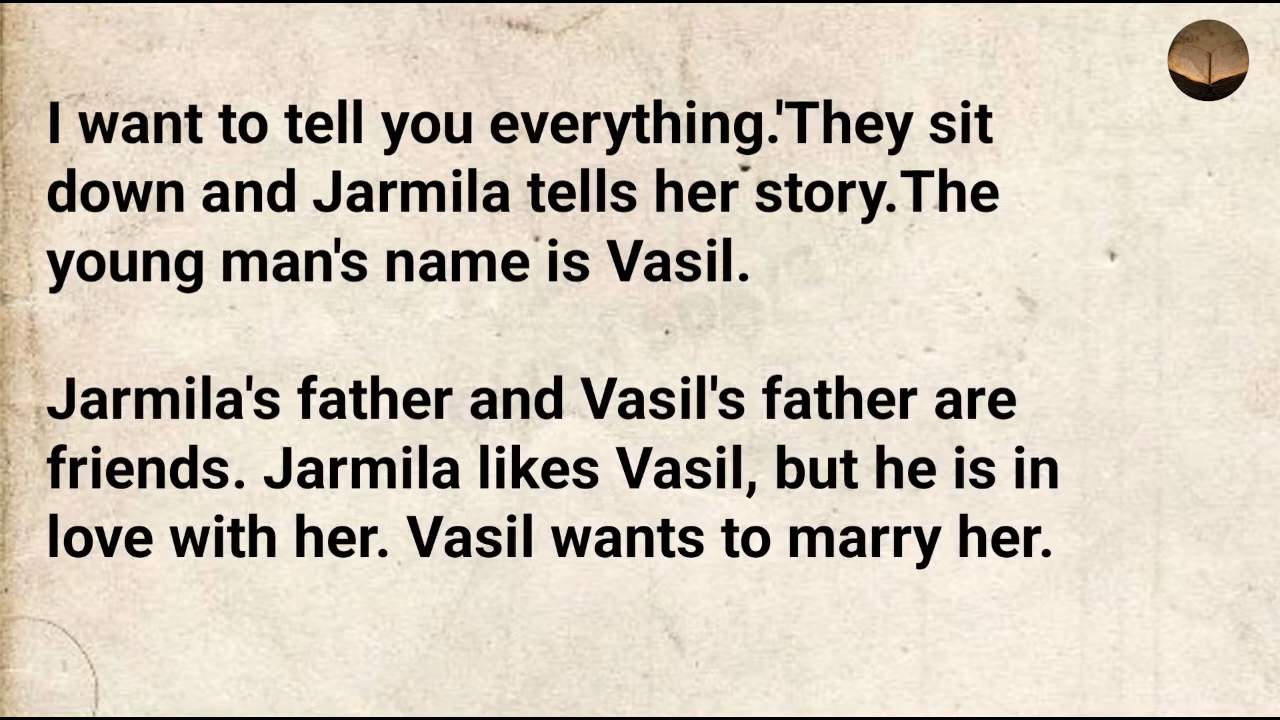 I want to tell you everything.'They sit
down and Jarmila tells her story.The
young man's name is Vasil.
Jarmila's father and Vasil's father are
friends. Jarmila likes Vasil, but he is in
love with her. Vasil wants to marry her.